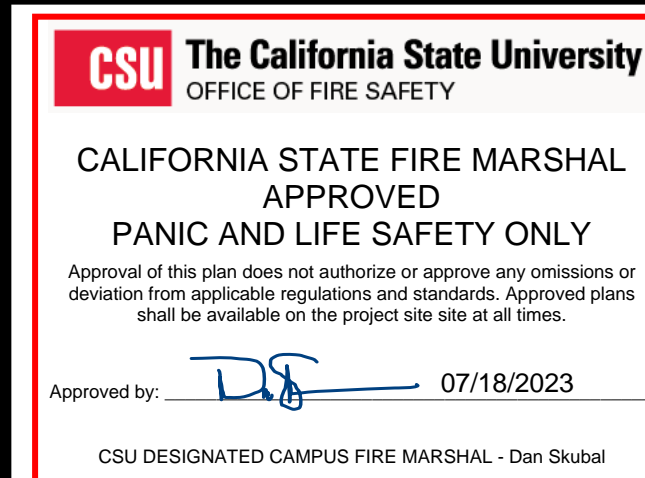 CSU The California State University
OFFICE OF FIRE SAFETY
CALIFORNIA STATE FIRE MARSHAL
APPROVED
PANIC AND LIFE SAFETY ONLY
Approval of this plan does not authorize or approve any omissions or
deviation from applicable regulations and standards. Approved plans
shall be available on the project site site at all times.
Approved by: 07/18/2023
CSU DESIGNATED CAMPUS FIRE MARSHAL - Dan Skubal